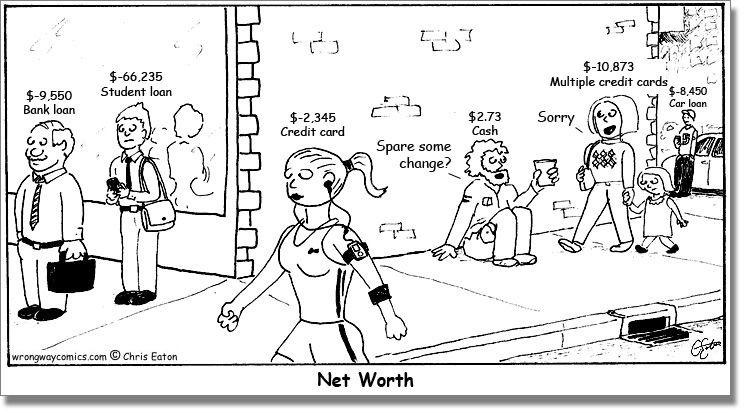 $-9,550
Bank loan
$-66,235
Student loan
$-2,345
Credit card
Spare some
change?
$2.73
Cash
Sorry
$-10,873
Multiple credit cards
$-8,450
Car loan
wrongwaycomics.com © Chris Eaton
Net Worth